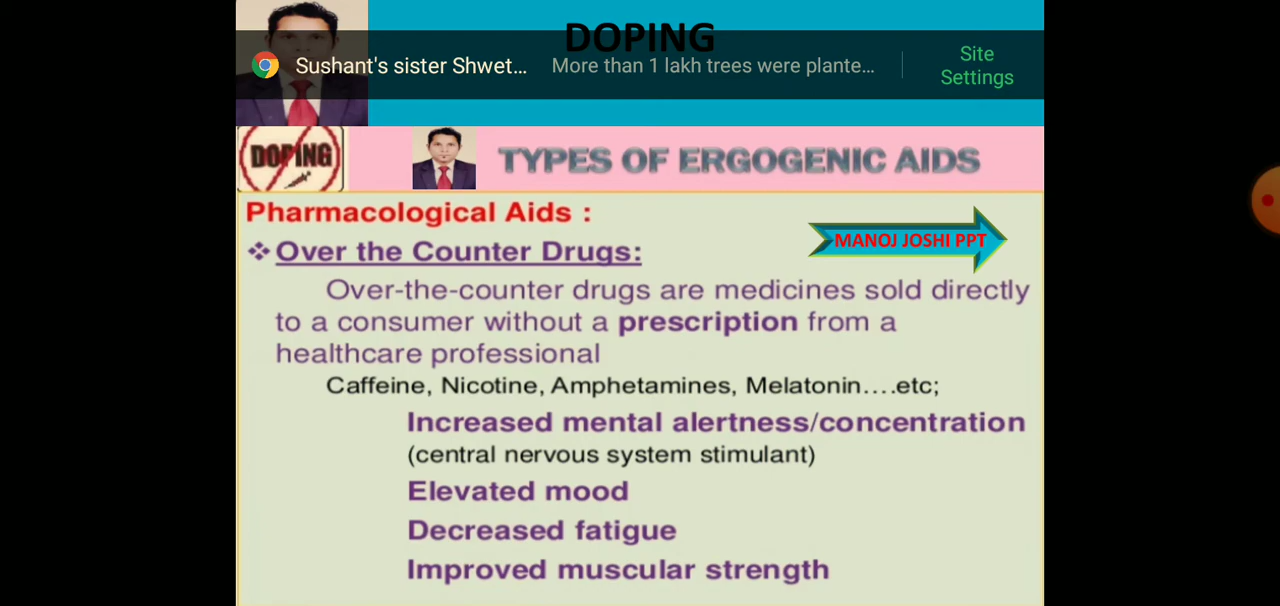 DOPING
Sushant's sister Shwet... More than 1 lakh trees were plante... Site Settings
DOPING
TYPES OF ERGOGENIC AIDS
Pharmacological Aids :
MANOJ JOSHI PPT
❖ Over the Counter Drugs:
Over-the-counter drugs are medicines sold directly
to a consumer without a prescription from a
healthcare professional
Caffeine, Nicotine, Amphetamines, Melatonin....etc;
Increased mental alertness/concentration
(central nervous system stimulant)
Elevated mood
Decreased fatigue
Improved muscular strength